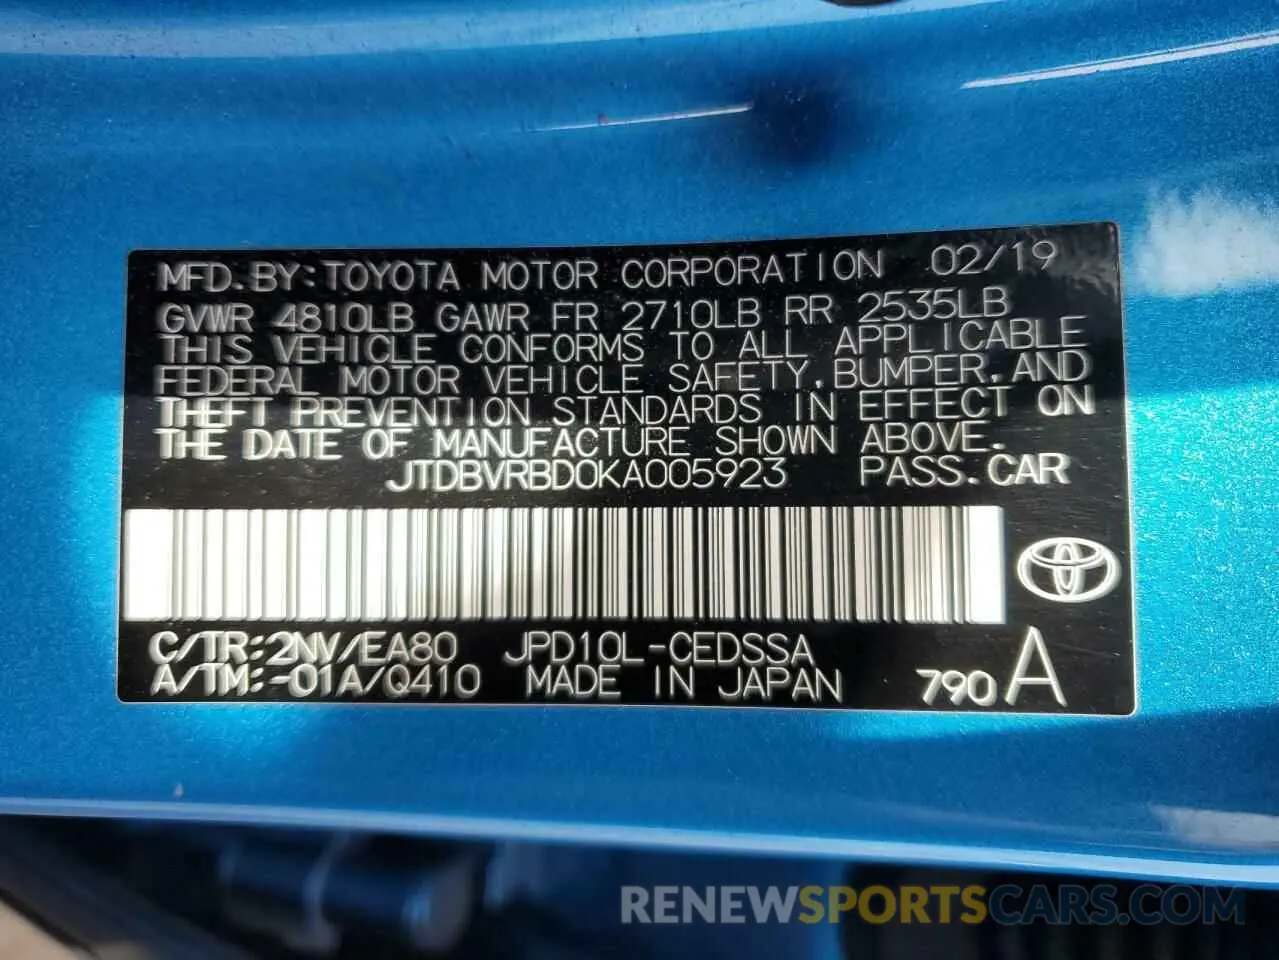 MFD. BY: TOYOTA MOTOR CORPORATION 02/19
GVWR 4810LB GAWR FR 2710LB RR 2535LB
THIS VEHICLE CONFORMS TO ALL APPLICABLE
FEDERAL MOTOR VEHICLE SAFETY, BUMPER, AND
THEFT PREVENTION STANDARDS IN EFFECT ON
THE DATE OF MANUFACTURE SHOWN ABOVE.
JTDBVRBD0KA005923 PASS. CAR
C/TR: 2NV/EA80 JPD10L-CEDSSA
A/TM: -01A/Q410 MADE IN JAPAN 790 A
RENEWSPORTSCARS.COM